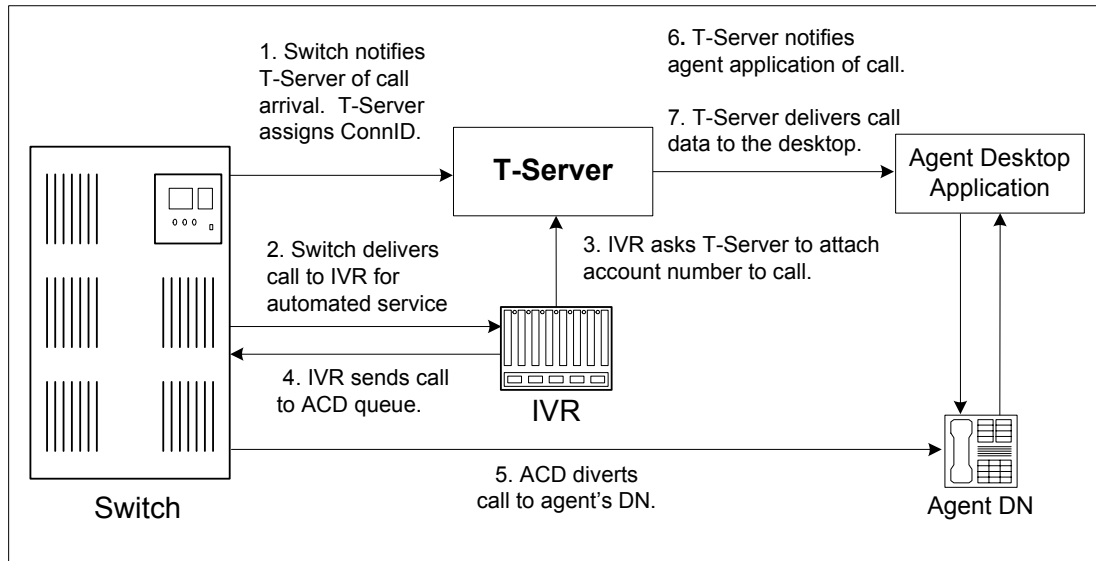 1. Switch notifies
T-Server of call
arrival. T-Server
assigns ConnID.
6. T-Server notifies
agent application of call.
7. T-Server delivers call
data to the desktop.
T-Server
Agent Desktop
Application
2. Switch delivers
call to IVR for
automated service
3. IVR asks T-Server to attach
account number to call.
4. IVR sends call
to ACD queue.
IVR
5. ACD diverts
call to agent’s DN.
Switch
Agent DN